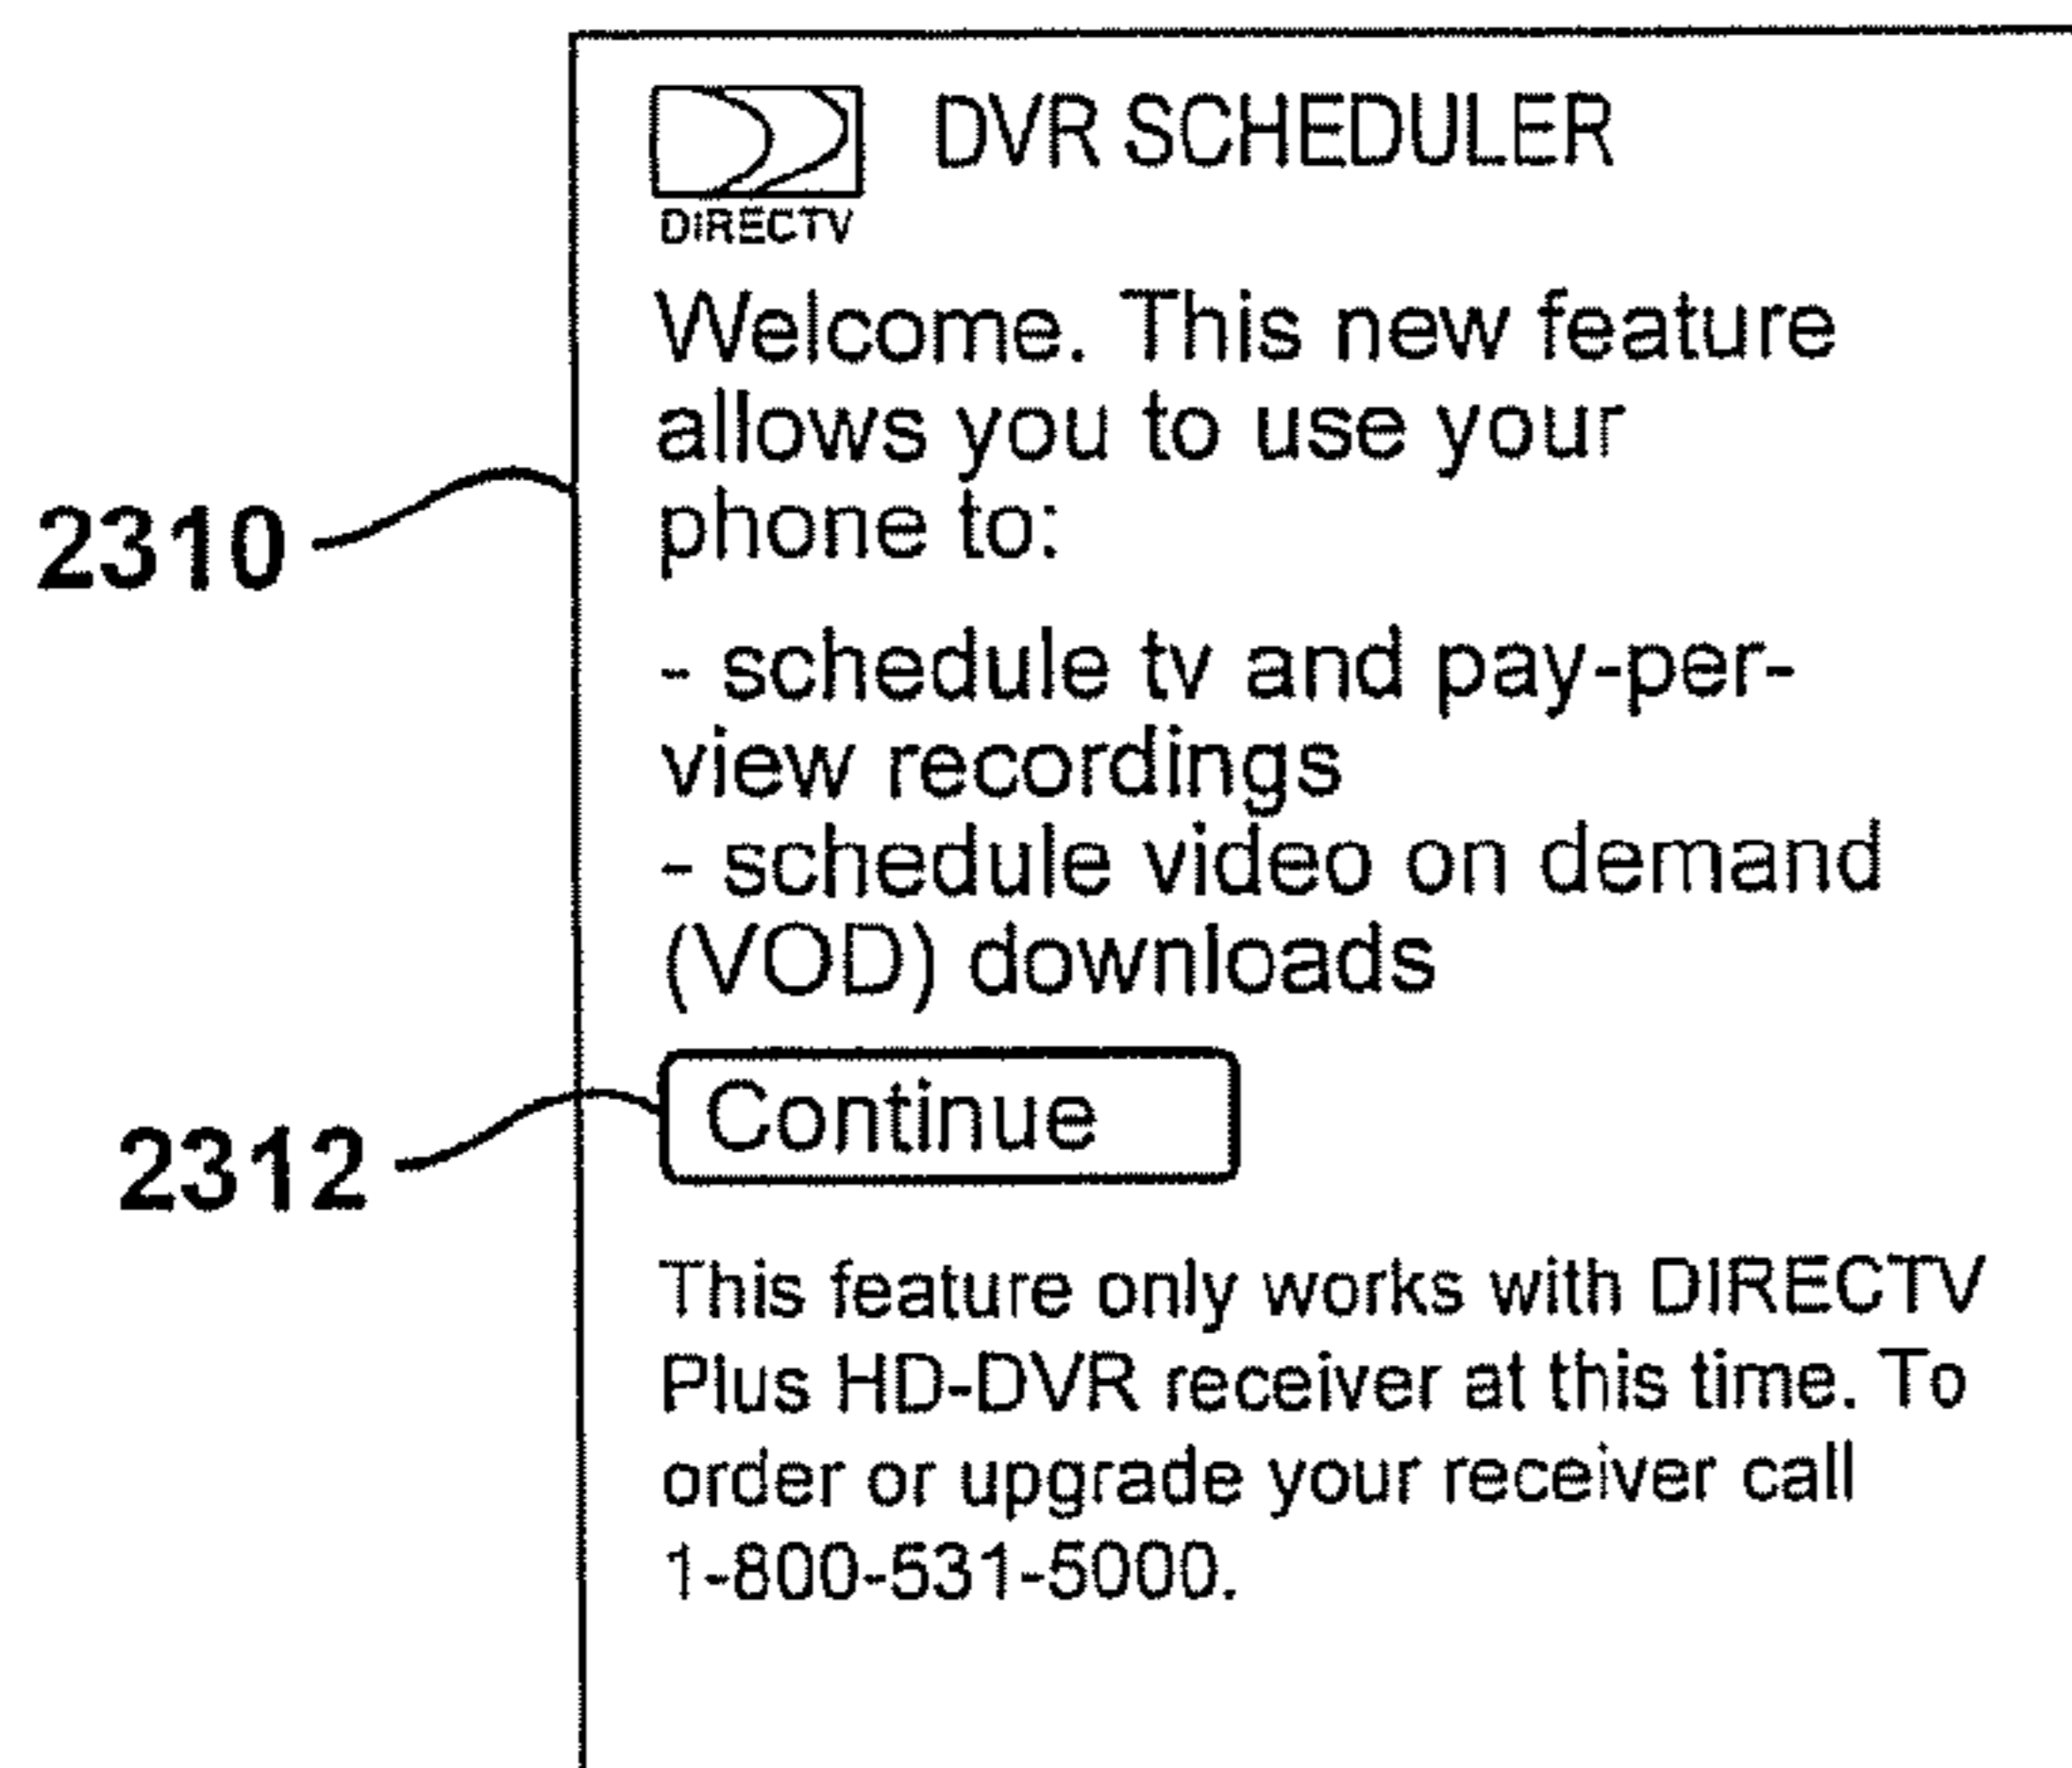 DVR SCHEDULER
DIRECTV
Welcome. This new feature
allows you to use your
phone to:
2310
- schedule tv and pay-per-
view recordings
- schedule video on demand
(VOD) downloads
Continue
2312
This feature only works with DIRECTV
Plus HD-DVR receiver at this time. To
order or upgrade your receiver call
1-800-531-5000.